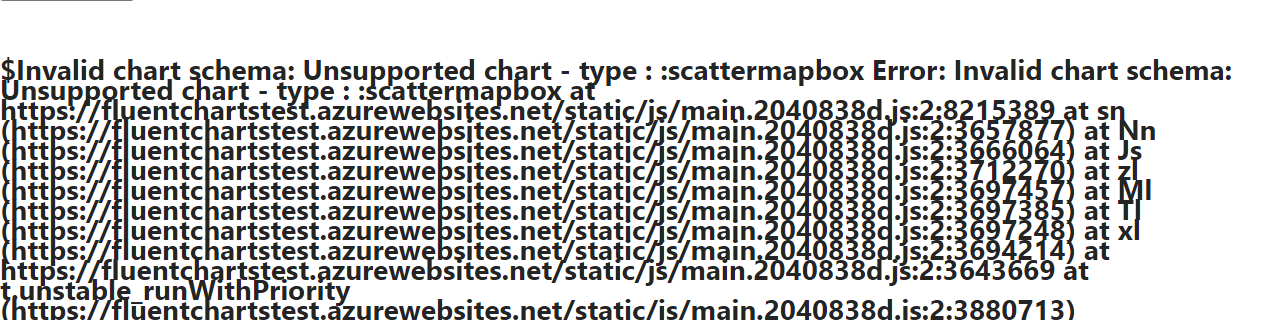 $Invalid chart schema: Unsupported chart - type : :scattermapbox Error: Invalid chart schema:
Unsupported chart - type : :scattermapbox at
https://fluentchartstest.azurewebsites.net/static/js/main.2040838d.js:2:8215389 at sn
(https://fluentchartstest.azurewebsites.net/static/js/main.2040838d.js:2:3657877) at Nn
(https://fluentchartstest.azurewebsites.net/static/js/main.2040838d.js:2:3666064) at Js
(https://fluentchartstest.azurewebsites.net/static/js/main.2040838d.js:2:3712270) at zl
(https://fluentchartstest.azurewebsites.net/static/js/main.2040838d.js:2:3697457) at Ml
(https://fluentchartstest.azurewebsites.net/static/js/main.2040838d.js:2:3697385) at Tl
(https://fluentchartstest.azurewebsites.net/static/js/main.2040838d.js:2:3697248) at xl
(https://fluentchartstest.azurewebsites.net/static/js/main.2040838d.js:2:3694214) at
https://fluentchartstest.azurewebsites.net/static/js/main.2040838d.js:2:3643669 at
t.unstable_runWithPriority
(https://fluentchartstest.azurewebsites.net/static/js/main.2040838d.js:2:3880713)